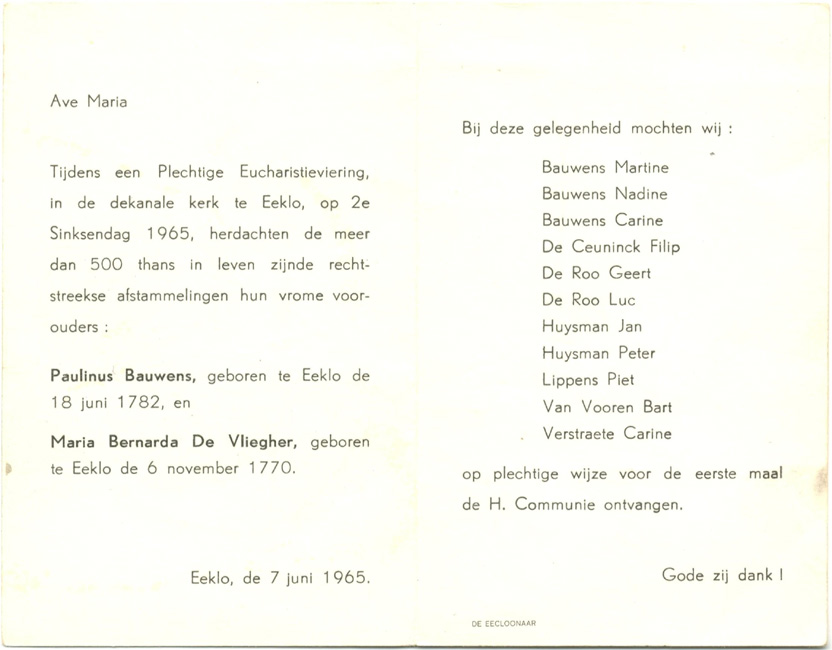 Ave Maria
Tijdens een Plechtige Eucharistieviering,
in de dekanale kerk te Eeklo, op 2e
Sinksendag 1965, herdachten de meer
dan 500 thans in leven zijnde recht-
streekse afstammelingen hun vrome voor-
ouders :
Paulinus Bauwens, geboren te Eeklo de
18 juni 1782, en
Maria Bernarda De Vliegher, geboren
te Eeklo de 6 november 1770.
Eeklo, de 7 juni 1965.
Bij deze gelegenheid mochten wij :
Bauwens Martine
Bauwens Nadine
Bauwens Carine
De Ceuninck Filip
De Roo Geert
De Roo Luc
Huysman Jan
Huysman Peter
Lippens Piet
Van Vooren Bart
Verstraete Carine
op plechtige wijze voor de eerste maal
de H. Communie ontvangen.
Gode zij dank !
DE EECLOONAAR